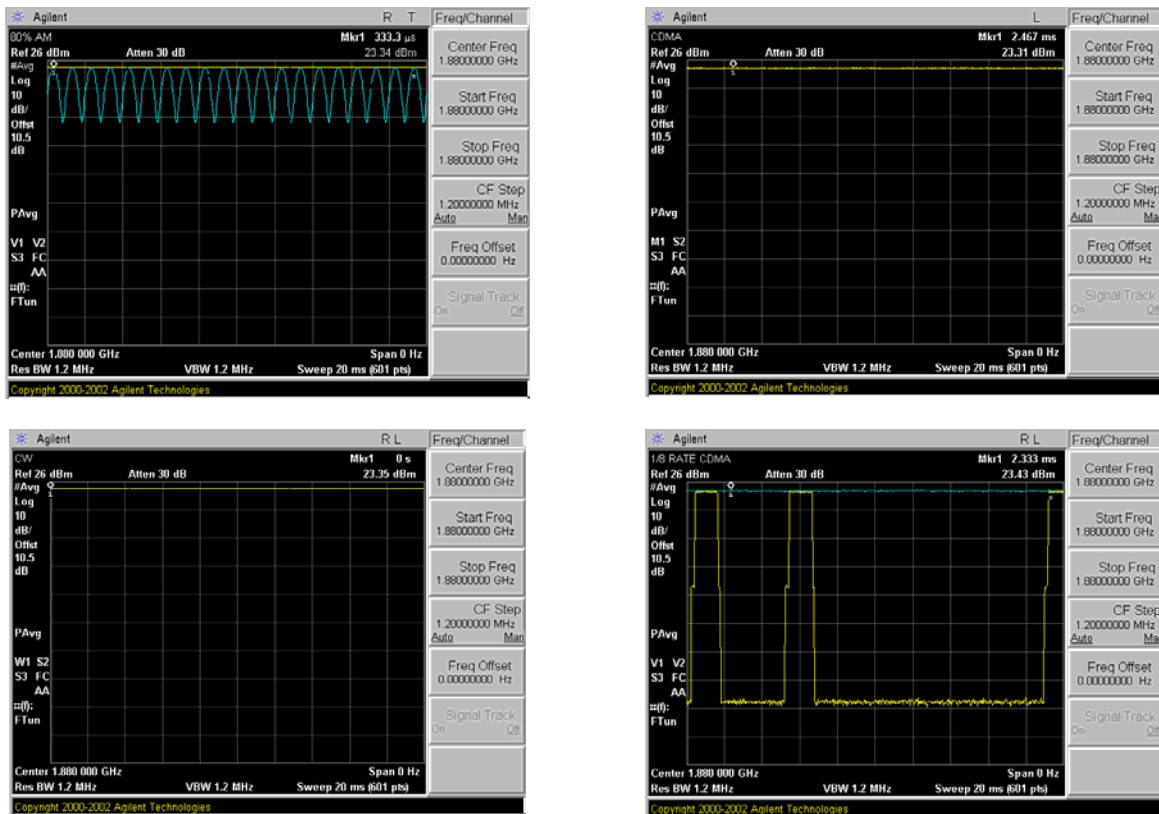 Agilent R T Freq/Channel
80% AM Mkr1 333.3 µs
Ref 26 dBm Atten 30 dB 23.34 dBm
#Avg
Log
10
dB/
Offst
10.5
dB
PAvg
V1 V2
S3 FC
AA
¤(f):
FTun
1
Center 1.880 000 GHz Span 0 Hz
Res BW 1.2 MHz VBW 1.2 MHz Sweep 20 ms (601 pts)
Copyright 2000-2002 Agilent Technologies
Center Freq
1.88000000 GHz
Start Freq
1.88000000 GHz
Stop Freq
1.88000000 GHz
CF Step
1.20000000 MHz
Auto Man
Freq Offset
0.00000000 Hz
Signal Track
On Off
Agilent L Freq/Channel
CDMA Mkr1 2.467 ms
Ref 26 dBm Atten 30 dB 23.31 dBm
#Avg
Log
10
dB/
Offst
10.5
dB
PAvg
M1 S2
S3 FC
AA
¤(f):
FTun
1
Center 1.880 000 GHz Span 0 Hz
Res BW 1.2 MHz VBW 1.2 MHz Sweep 20 ms (601 pts)
Copyright 2000-2002 Agilent Technologies
Center Freq
1.88000000 GHz
Start Freq
1.88000000 GHz
Stop Freq
1.88000000 GHz
CF Step
1.20000000 MHz
Auto Ma
Freq Offset
0.00000000 Hz
Signal Track
On Off
Agilent R L Freq/Channel
CW Mkr1 0 s
Ref 26 dBm Atten 30 dB 23.35 dBm
#Avg
Log
10
dB/
Offst
10.5
dB
PAvg
W1 S2
S3 FC
AA
¤(f):
FTun
1
Center 1.880 000 GHz Span 0 Hz
Res BW 1.2 MHz VBW 1.2 MHz Sweep 20 ms (601 pts)
Copyright 2000-2002 Agilent Technologies
Center Freq
1.88000000 GHz
Start Freq
1.88000000 GHz
Stop Freq
1.88000000 GHz
CF Step
1.20000000 MHz
Auto Man
Freq Offset
0.00000000 Hz
Signal Track
On Off
Agilent R L Freq/Channel
1/8 RATE CDMA Mkr1 2.333 ms
Ref 26 dBm Atten 30 dB 23.43 dBm
#Avg
Log
10
dB/
Offst
10.5
dB
PAvg
V1 V2
S3 FC
AA
¤(f):
FTun
1
Center 1.880 000 GHz Span 0 Hz
Res BW 1.2 MHz VBW 1.2 MHz Sweep 20 ms (601 pts)
Copyright 2000-2002 Agilent Technologies
Center Freq
1.88000000 GHz
Start Freq
1.88000000 GHz
Stop Freq
1.88000000 GHz
CF Step
1.20000000 MHz
Auto Ma
Freq Offset
0.00000000 Hz
Signal Track
On Off